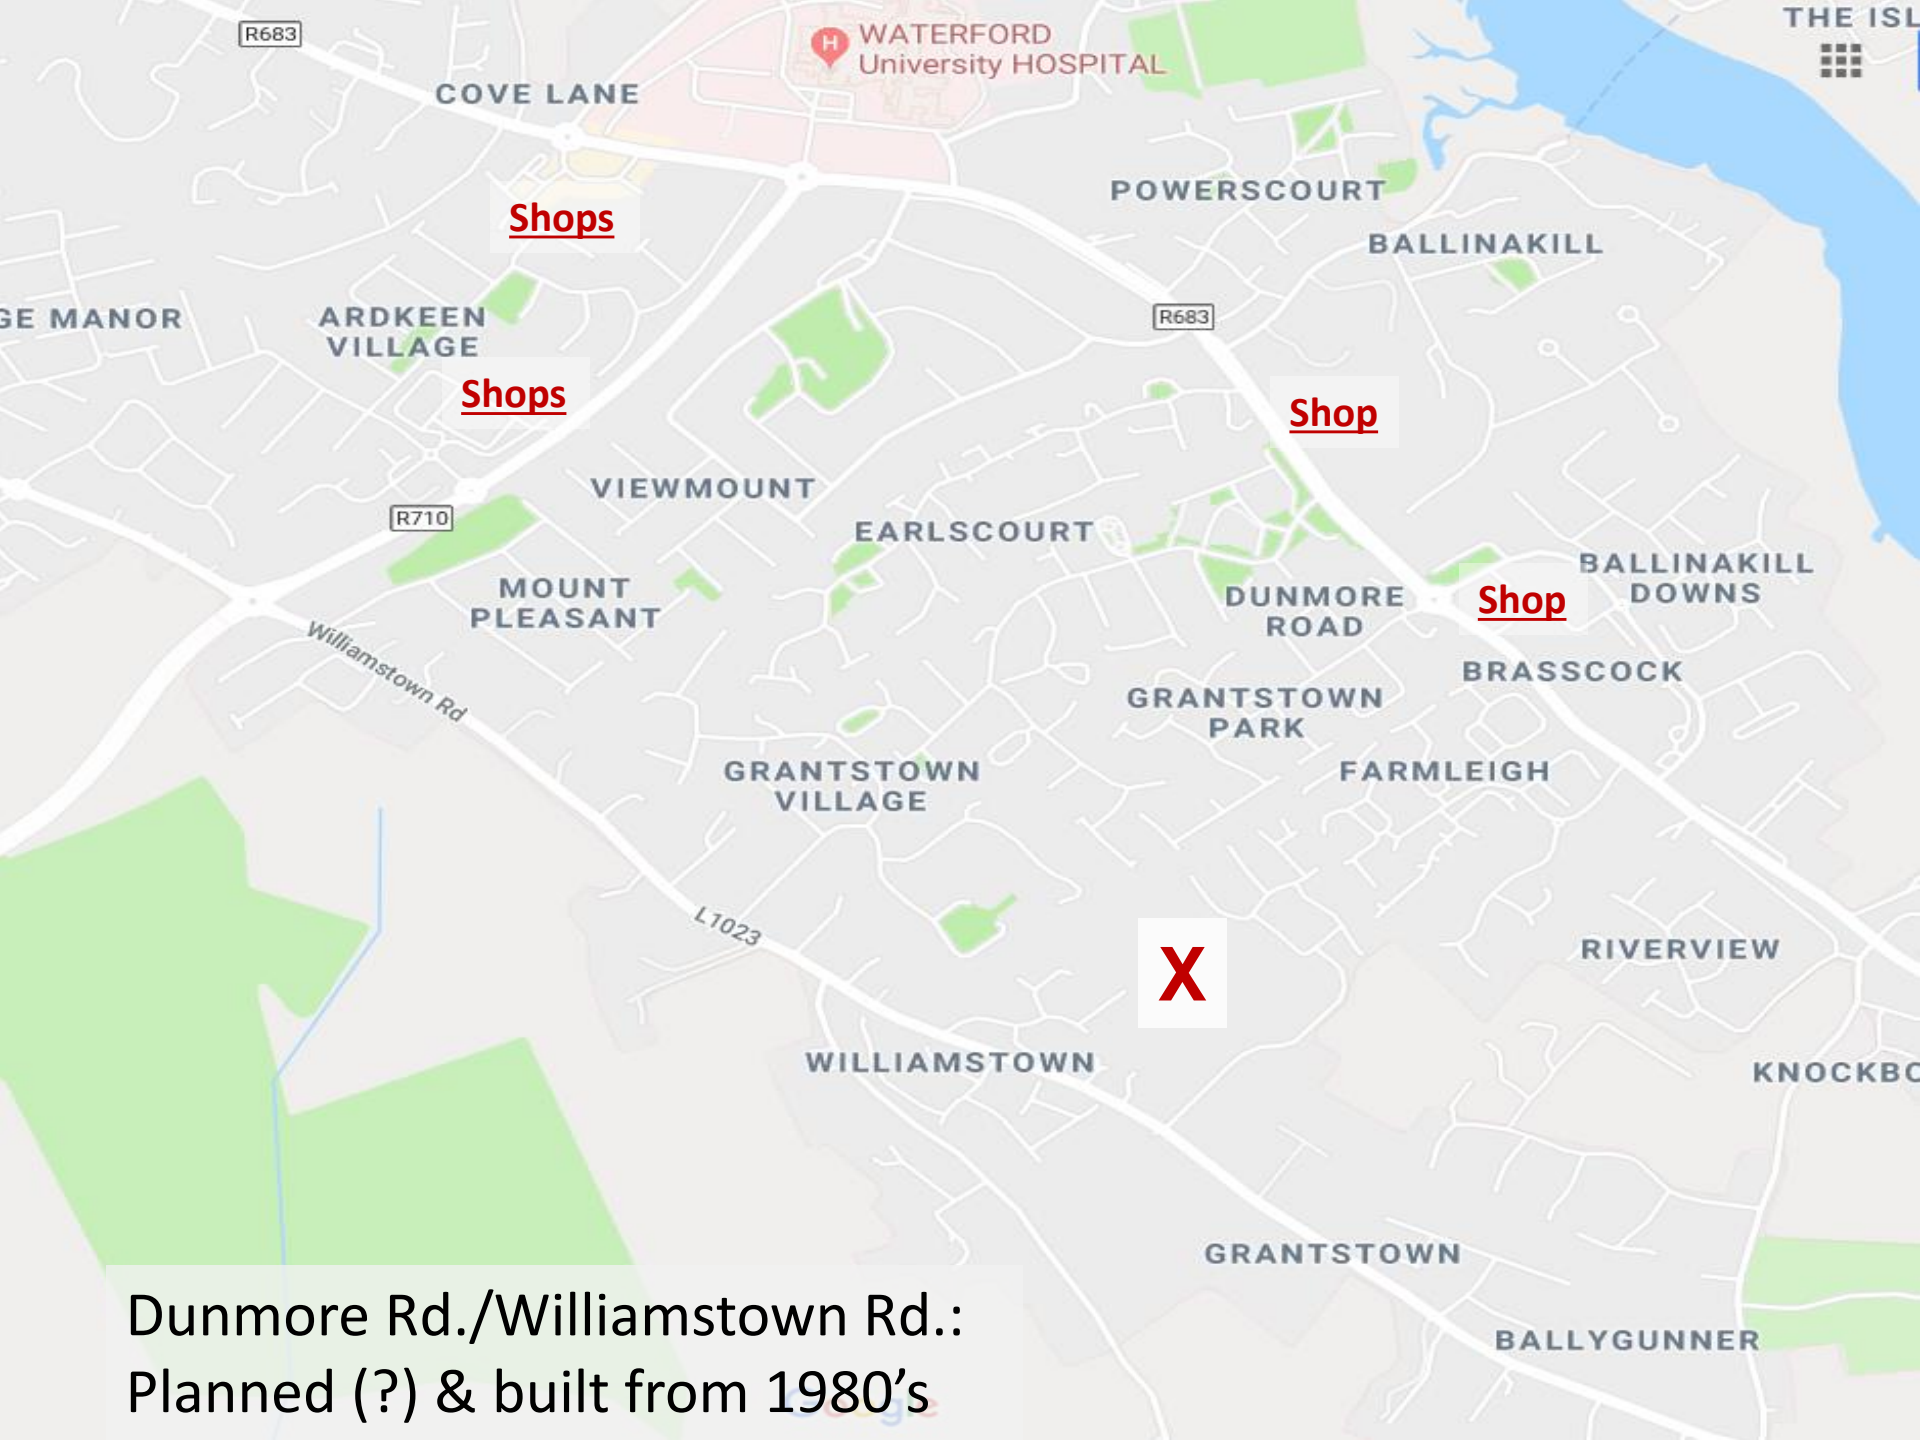 THE ISL
R683
WATERFORD
University HOSPITAL
H
COVE LANE
POWERSCOURT
Shops
BALLINAKILL
GE MANOR
ARDKEEN
VILLAGE
R683
Shops
Shop
VIEWMOUNT
R710
EARLSCOURT
BALLINAKILL
DOWNS
MOUNT
PLEASANT
DUNMORE
ROAD
Shop
Williamstown Rd
BRASSCOCK
GRANTSTOWN
PARK
GRANTSTOWN
VILLAGE
FARMLEIGH
L1023
X
RIVERVIEW
WILLIAMSTOWN
KNOCKBO
GRANTSTOWN
BALLYGUNNER
Dunmore Rd./Williamstown Rd.:
Planned (?) & built from 1980’s
Google